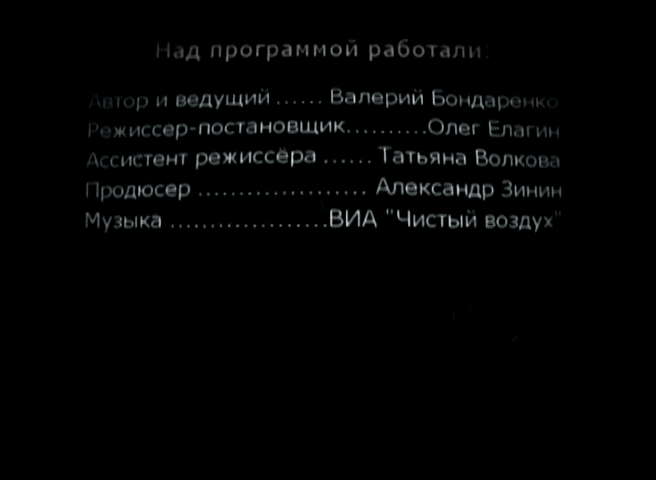 Над программой работали:
Автор и ведущий ...... Валерий Бондаренко
Режиссер-постановщик..........Олег Елагин
Ассистент режиссёра ...... Татьяна Волкова
Продюсер ..................... Александр Зинин
Музыка ...................ВИА "Чистый воздух"